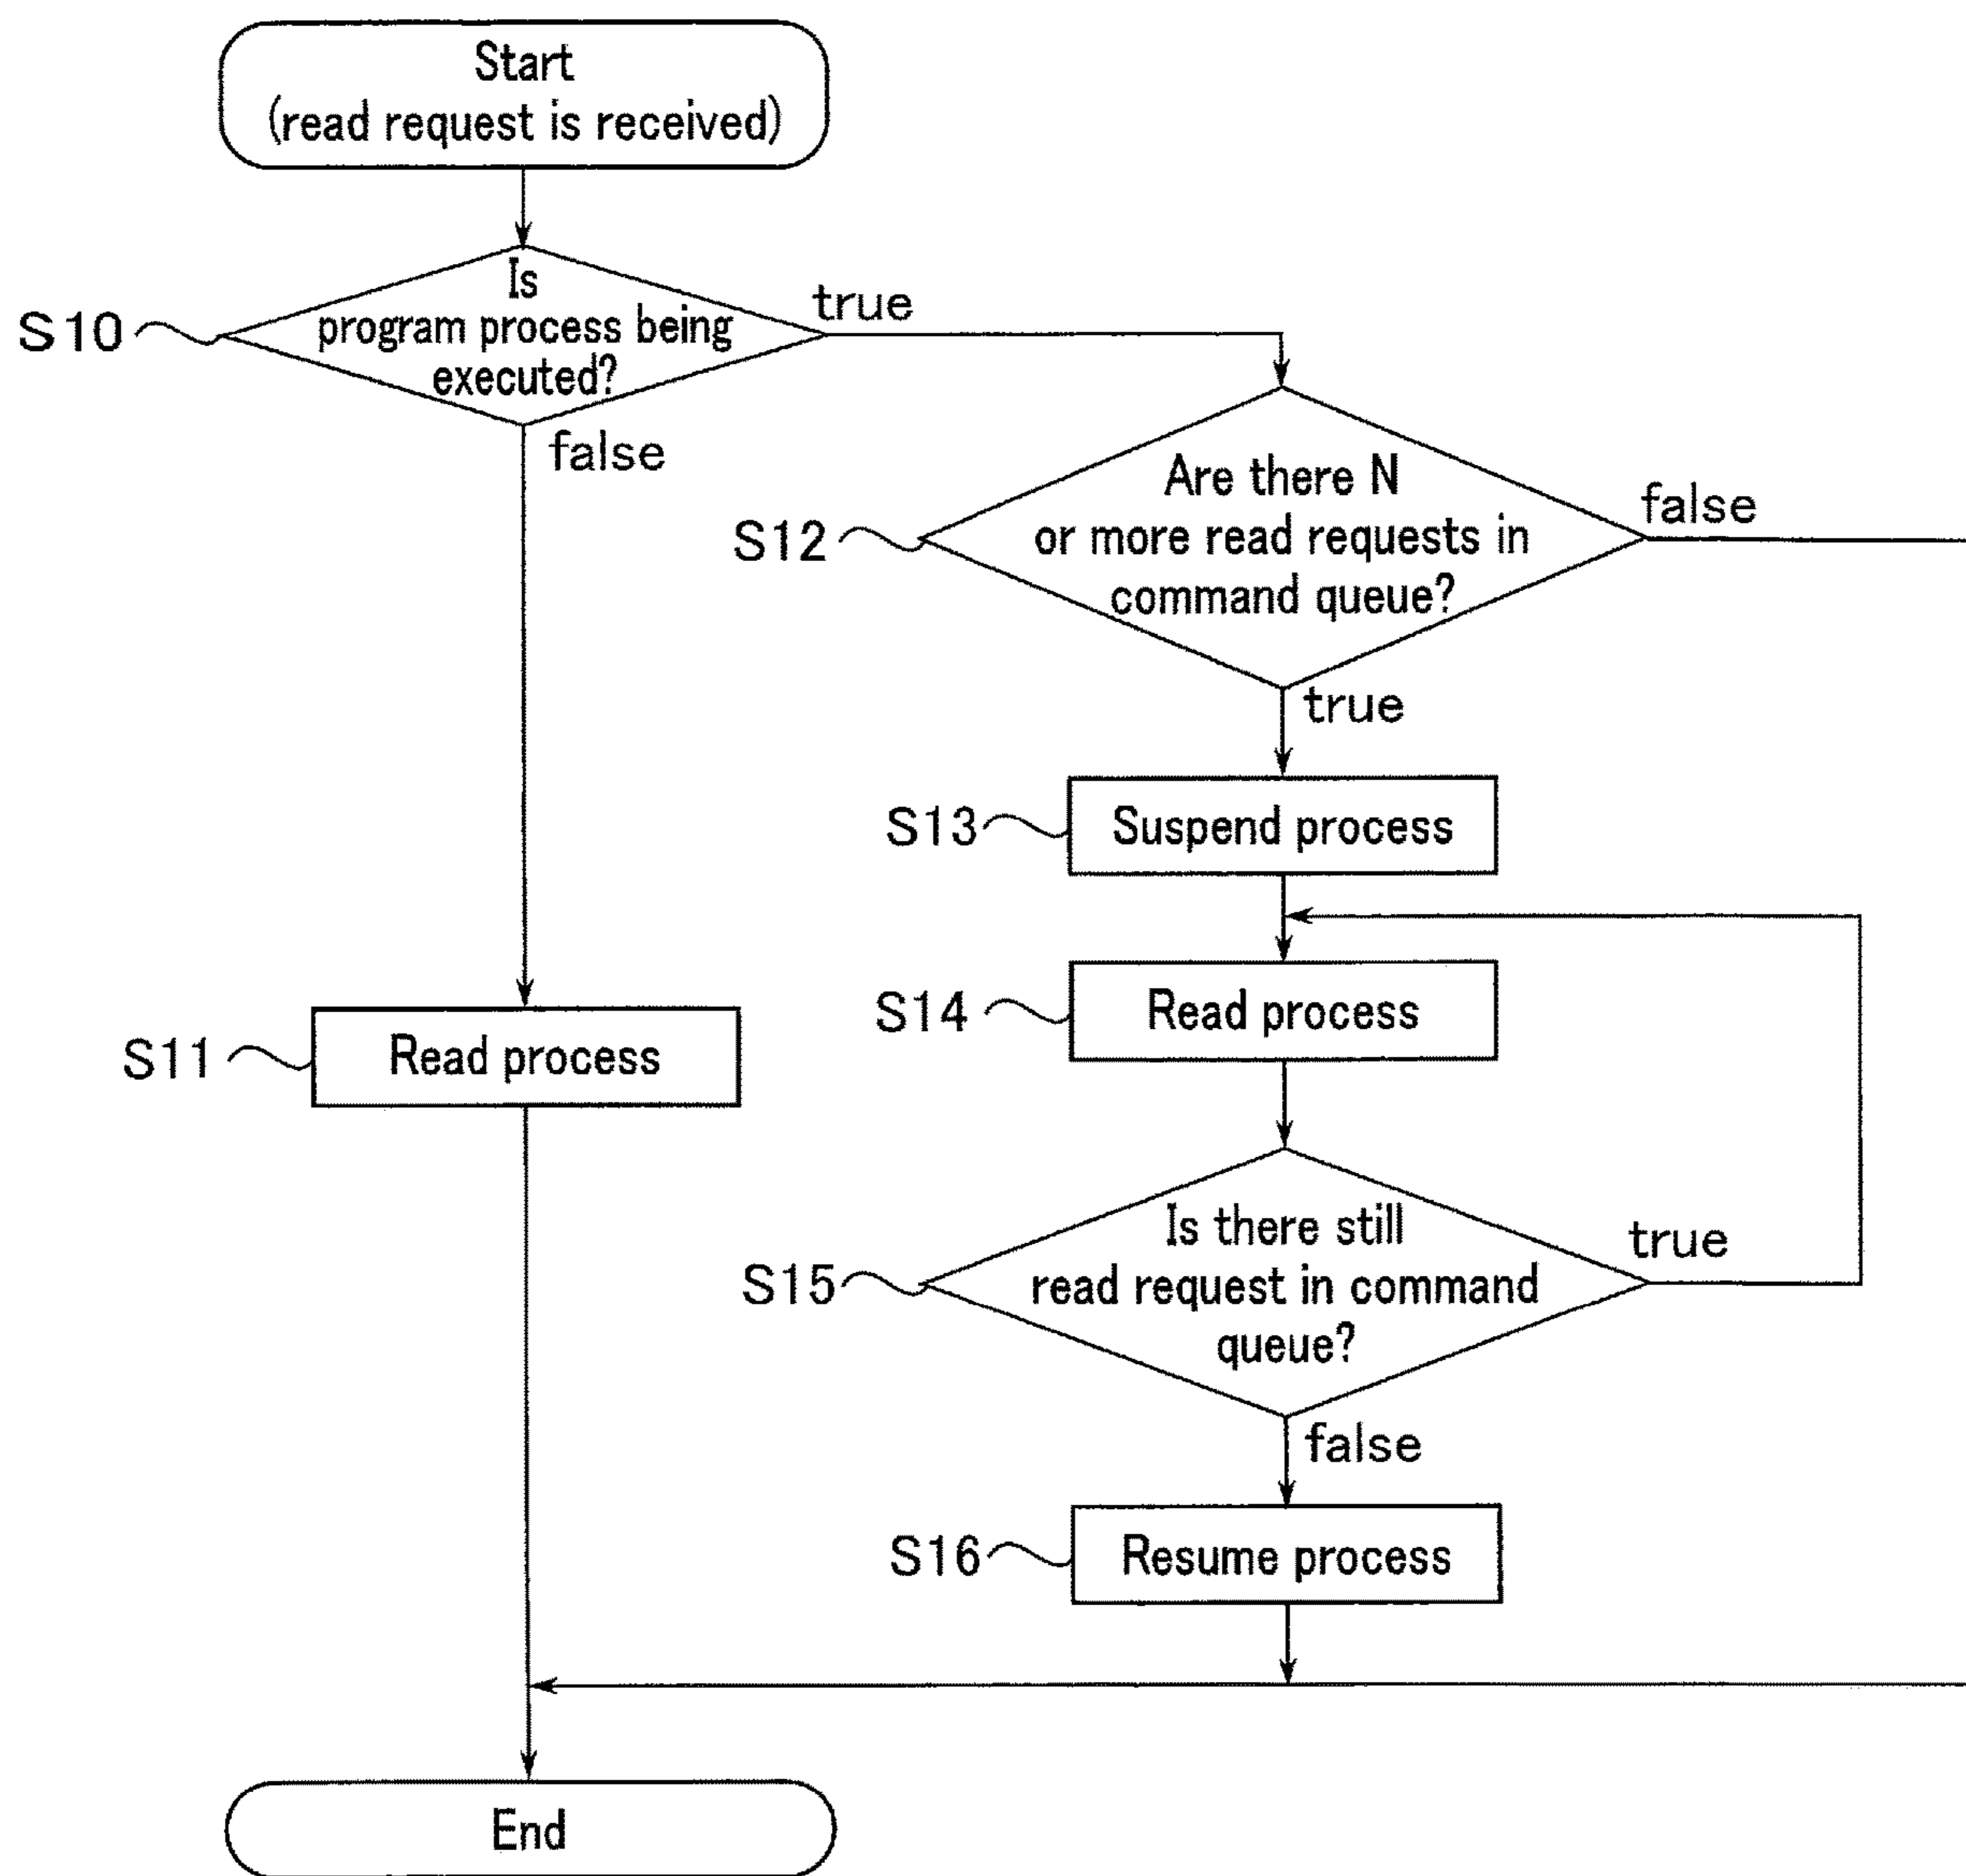 Start
(read request is received)
S10
Is
program process being
executed?
true
false
S12
Are there N
or more read requests in
command queue?
false
true
S13
Suspend process
S14
Read process
S11
Read process
S15
Is there still
read request in command
queue?
true
false
S16
Resume process
End